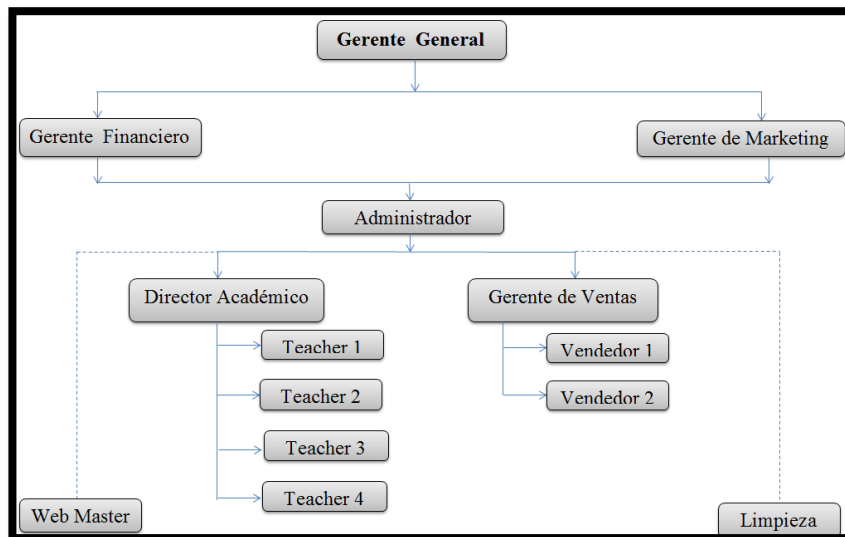 Gerente General
Gerente Financiero
Gerente de Marketing
Administrador
Director Académico
Gerente de Ventas
Teacher 1
Vendedor 1
Teacher 2
Vendedor 2
Teacher 3
Teacher 4
Web Master
Limpieza